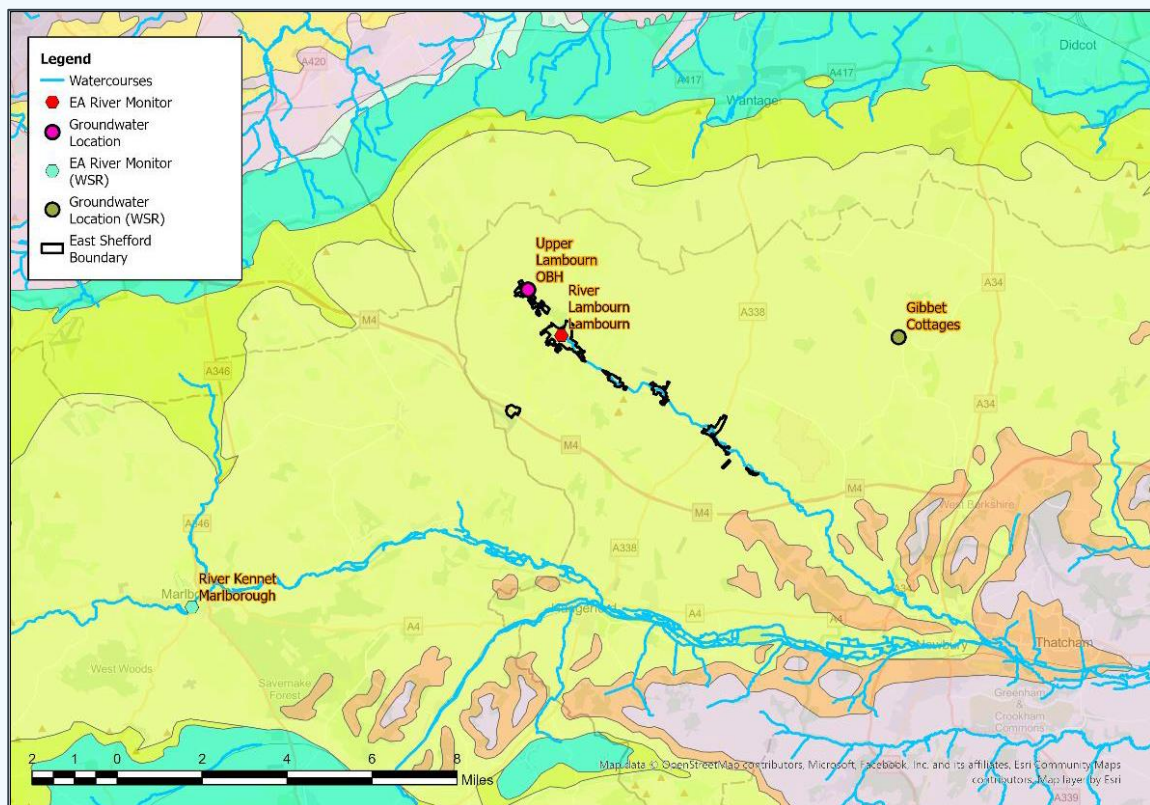 Legend
Watercourses
EA River Monitor
Groundwater
Location
EA River Monitor
(WSR)
Groundwater
Location (WSR)
East Shefford
Boundary
A420
Didcot
A417
A417
Wantage
A34
Upper
Lambourn
OBH
River
Lambourn
Lambourn
A338
Gibbet
Cottages
M4
A346
A34
M4
M4
M4
West Berkshire
A346
A338
River Kennet
Marlborough
A4
A4
A4
Newbury
Thatcham
West Woods
Savernake
Forest
Greenham
&
Crookham
Commons
2 1 0 2 4 6 8
Miles
Map data © OpenStreetMap contributors, Microsoft, Facebook, Inc. and its affiliates, Esri Community Maps
contributors, Map layer by Esri
A339